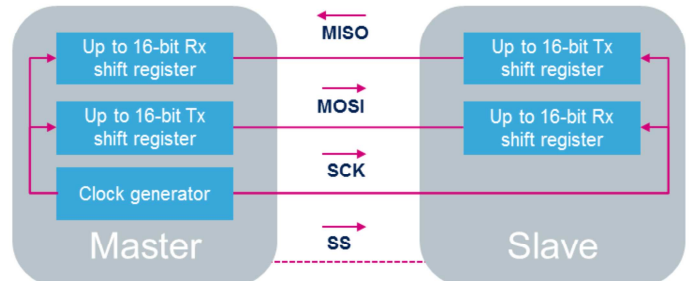 MISO
Up to 16-bit Rx
shift register
Up to 16-bit Tx
shift register
MOSI
Up to 16-bit Tx
shift register
Up to 16-bit Rx
shift register
SCK
Clock generator
Master
SS
Slave